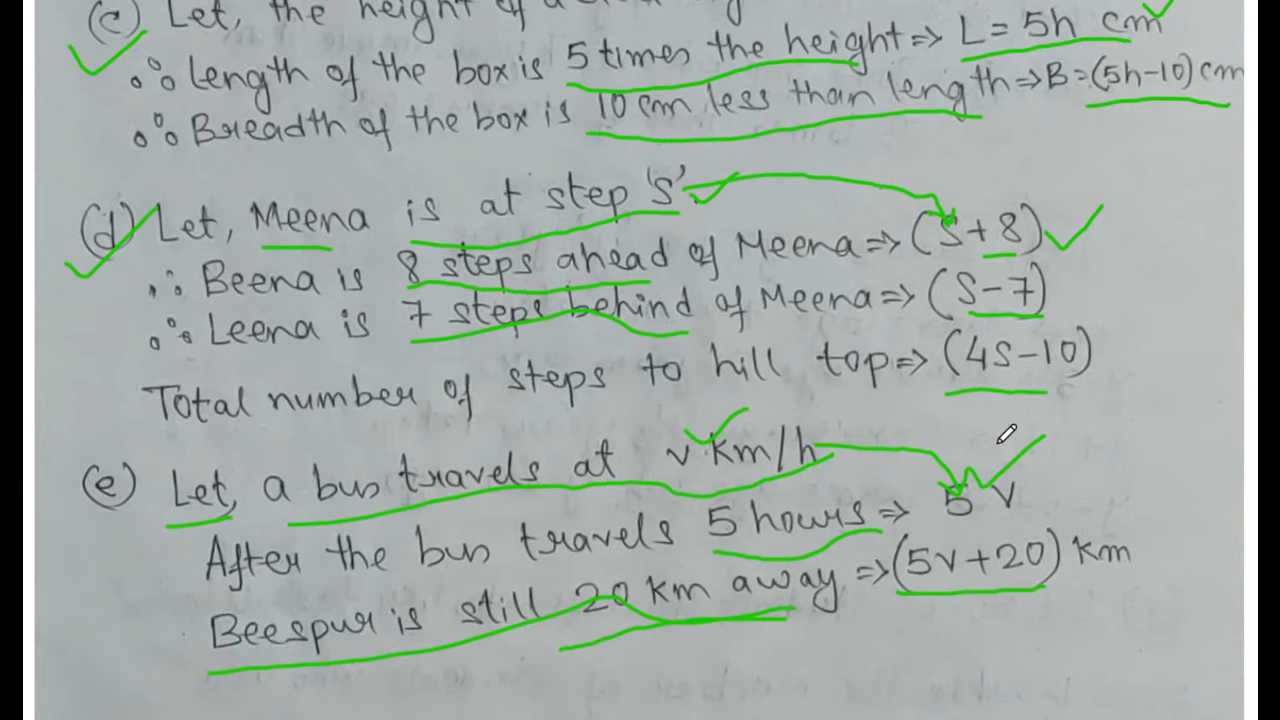 (c) Let, the height of a
∴ Length of the box is 5 times the height ⇒ L = 5h cm
∴ Breadth of the box is 10 cm less than length ⇒ B = (5h-10) cm
(d) Let, Meena is at step 's'
∴ Beena is 8 steps ahead of Meena ⇒ (s+8)
∴ Leena is 7 steps behind of Meena ⇒ (s-7)
Total number of steps to hill top ⇒ (4s-10)
(e) Let, a bus travels at v km/h
After the bus travels 5 hours ⇒ 5v
Beespur is still 20 km away ⇒ (5v+20) km